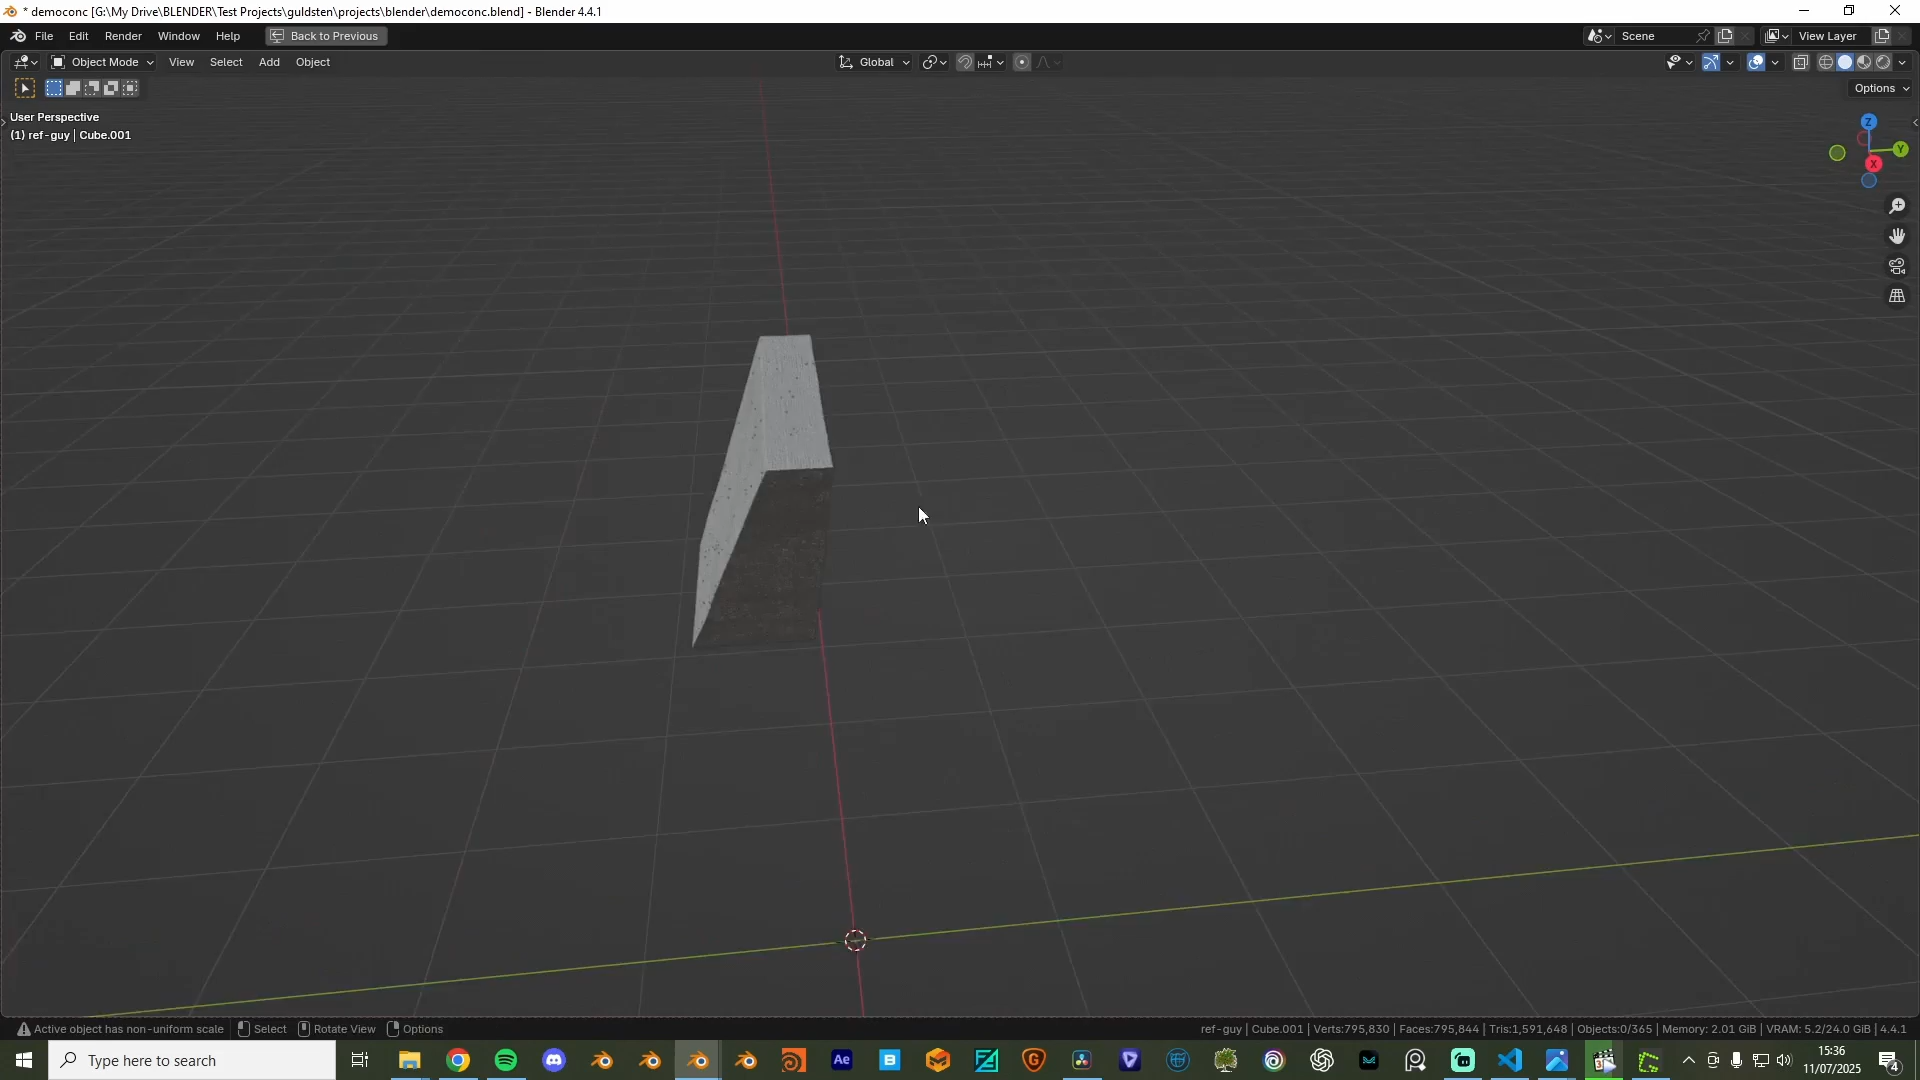 * democonc [G:\My Drive\BLENDER\Test Projects\guldsten\projects\blender\democonc.blend] - Blender 4.4.1
File Edit Render Window Help Back to Previous Scene View Layer
Object Mode View Select Add Object Global
Options
User Perspective
(1) ref-guy | Cube.001
Z
Y
X
Active object has non-uniform scale Select Rotate View Options ref-guy | Cube.001 | Verts:795,830 | Faces:795,844 | Tris:1,591,648 | Objects:0/365 | Memory: 2.01 GiB | VRAM: 5.2/24.0 GiB | 4.4.1
Type here to search
Ae
15:36
11/07/2025
4